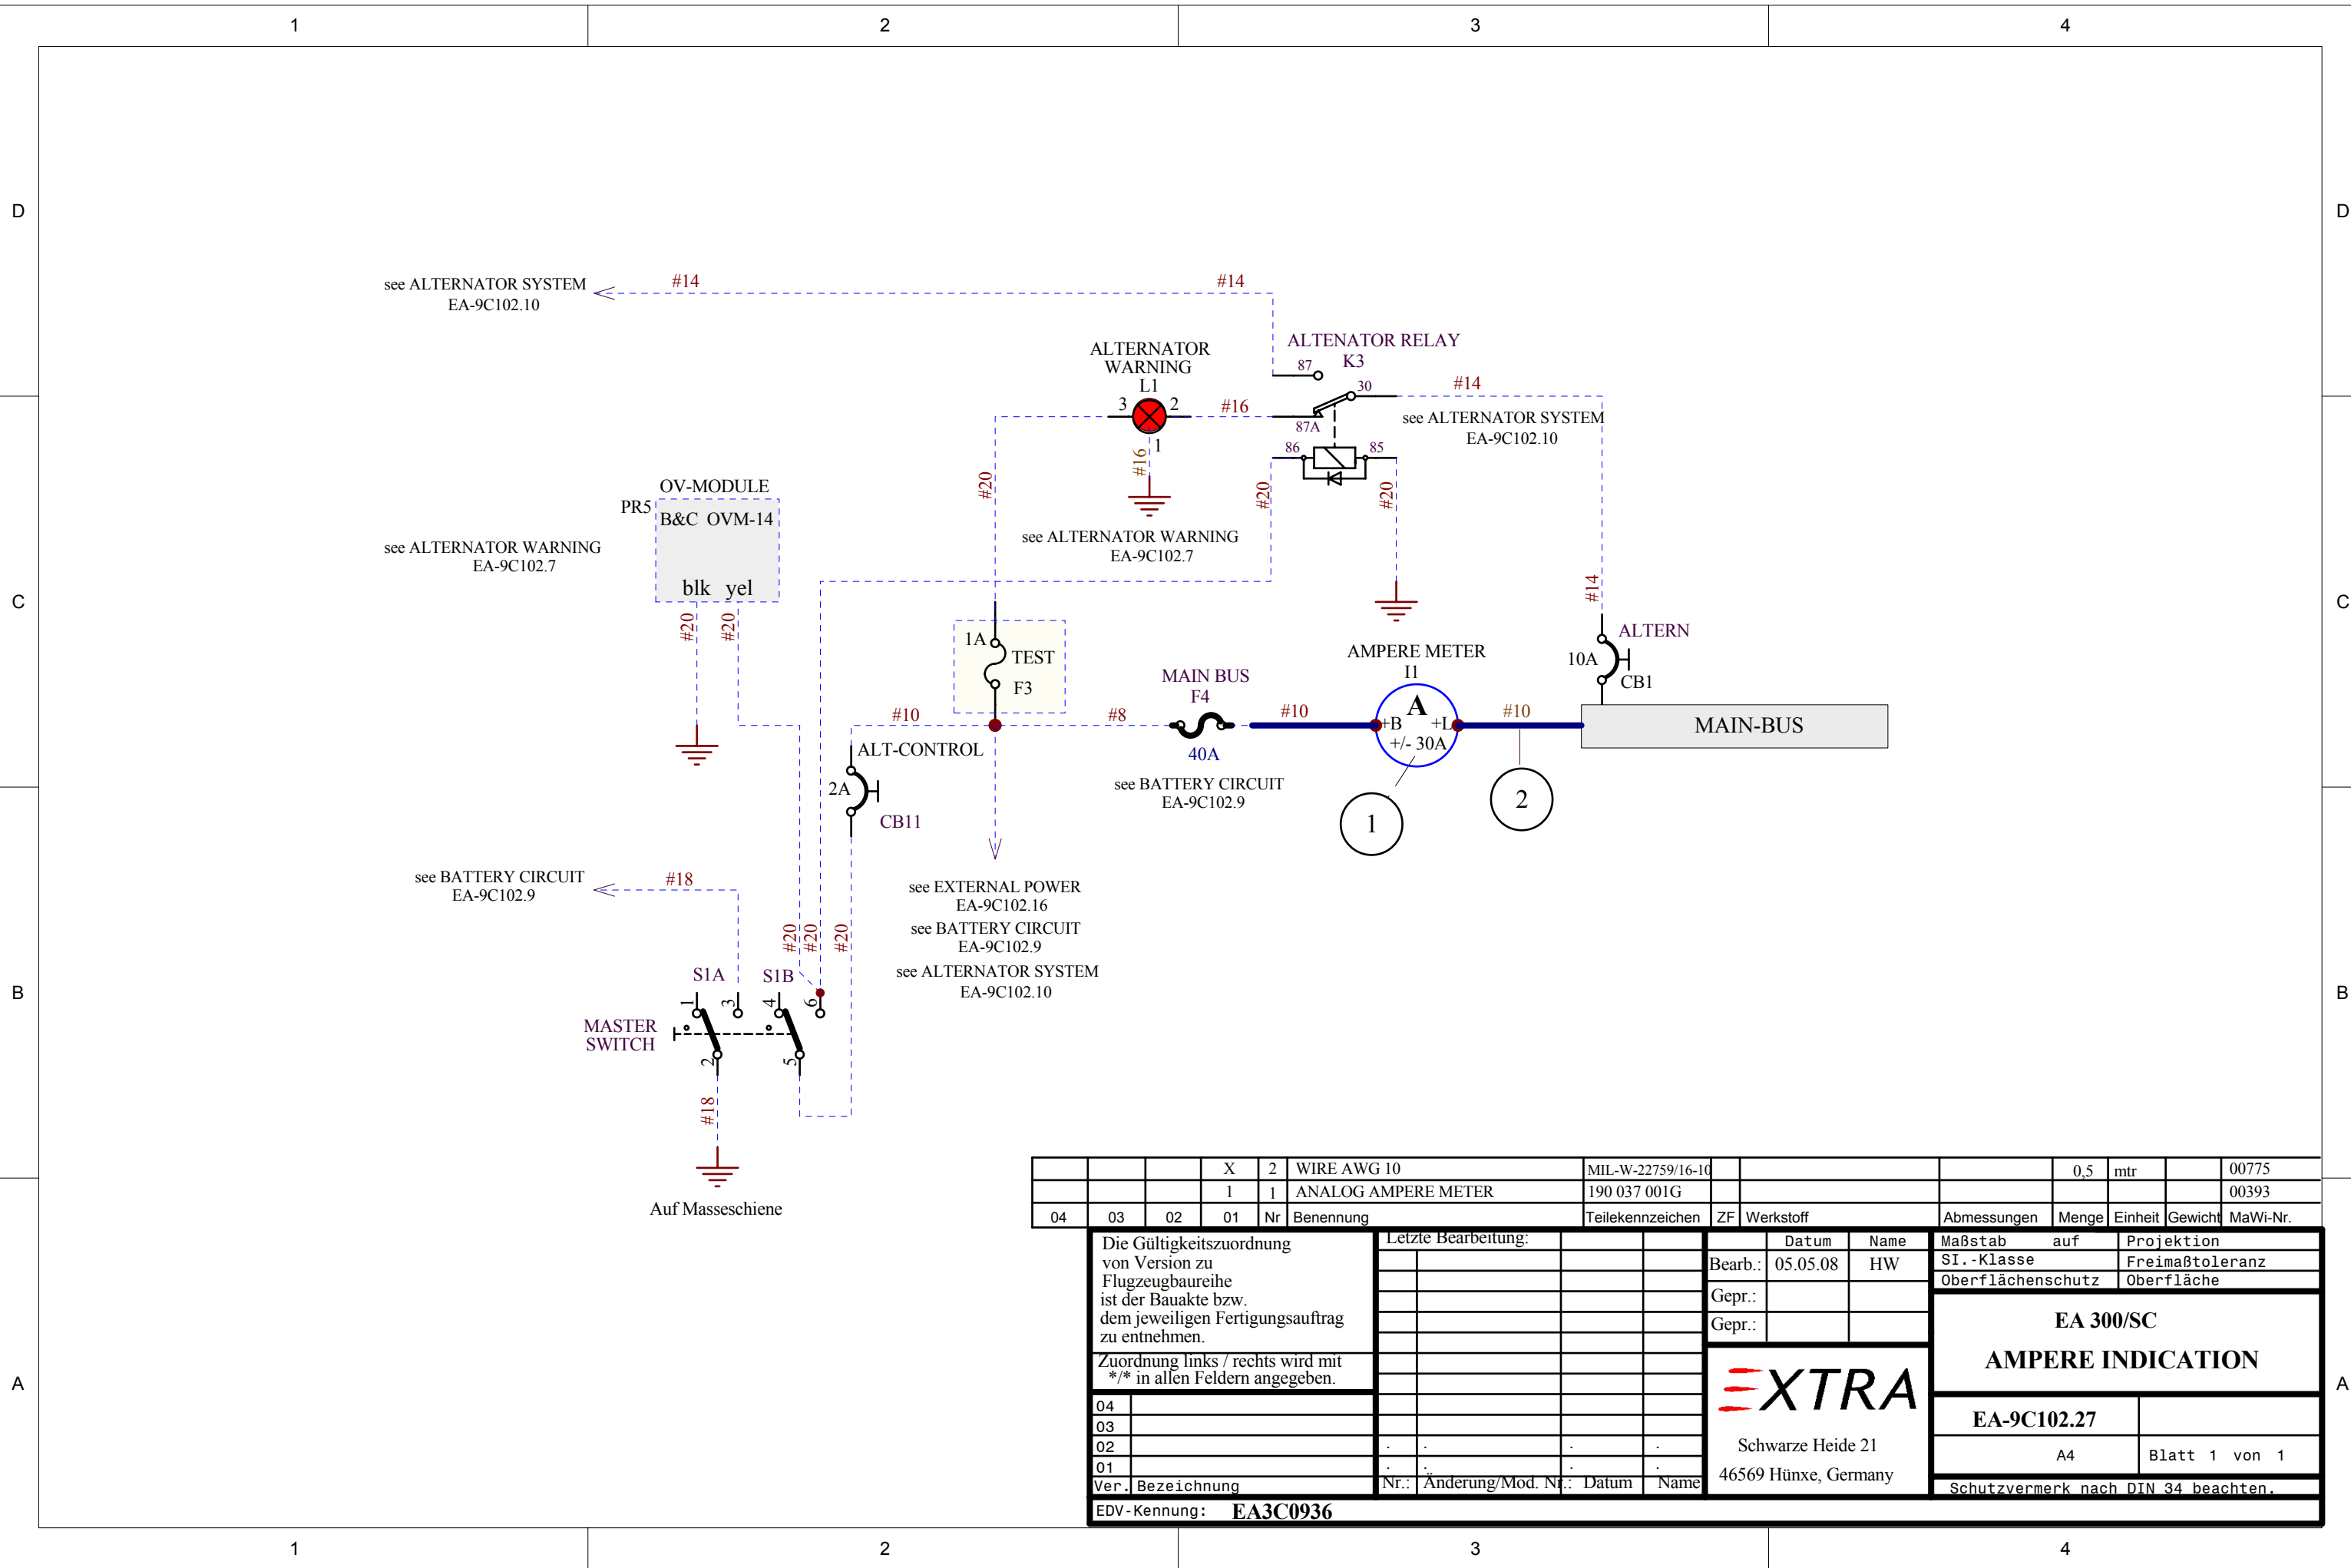 1 2 3 4
D D
see ALTERNATOR SYSTEM
EA-9C102.10
#14 #14
ALTERNATOR
WARNING
L1
3 2
1
#16
#16
ALTENATOR RELAY
K3
87
30
87A
86 85
#14
see ALTERNATOR SYSTEM
EA-9C102.10
#20
#20
#20
see ALTERNATOR WARNING
EA-9C102.7
OV-MODULE
PR5
B&C OVM-14
blk yel
see ALTERNATOR WARNING
EA-9C102.7
#20
#20
C C
#14
1A
TEST
F3
ALTERN
10A
CB1
AMPERE METER
I1
A
+B +L
+/- 30A
MAIN BUS
F4
40A
#10
#8
#10
#10
MAIN-BUS
see BATTERY CIRCUIT
EA-9C102.9
1
2
ALT-CONTROL
2A
CB11
see BATTERY CIRCUIT
EA-9C102.9
#18
see EXTERNAL POWER
EA-9C102.16
see BATTERY CIRCUIT
EA-9C102.9
see ALTERNATOR SYSTEM
EA-9C102.10
#20
#20
#20
B B
S1A S1B
1 3 4 6
MASTER
SWITCH
2 5
#18
Auf Masseschiene
X 2 WIRE AWG 10 MIL-W-22759/16-10 0,5 mtr 00775
1 1 ANALOG AMPERE METER 190 037 001G 00393
04 03 02 01 Nr Benennung Teilekennzeichen ZF Werkstoff Abmessungen Menge Einheit Gewicht MaWi-Nr.
Die Gültigkeitszuordnung
von Version zu
Flugzeugbaureihe
ist der Bauakte bzw.
dem jeweiligen Fertigungsauftrag
zu entnehmen.
Zuordnung links / rechts wird mit
*/* in allen Feldern angegeben.
04
03
02
01
Ver. Bezeichnung
EDV-Kennung: EA3C0936
Letzte Bearbeitung:
. . . .
. . . .
Nr.: Änderung/Mod. Nr.: Datum Name
Datum Name
Bearb.: 05.05.08 HW
Gepr.:
Gepr.:
EXTRA
Schwarze Heide 21
46569 Hünxe, Germany
Maßstab auf Projektion
SI.-Klasse Freimaßtoleranz
Oberflächenschutz Oberfläche
EA 300/SC
AMPERE INDICATION
EA-9C102.27
A4 Blatt 1 von 1
Schutzvermerk nach DIN 34 beachten.
A A
1 2 3 4